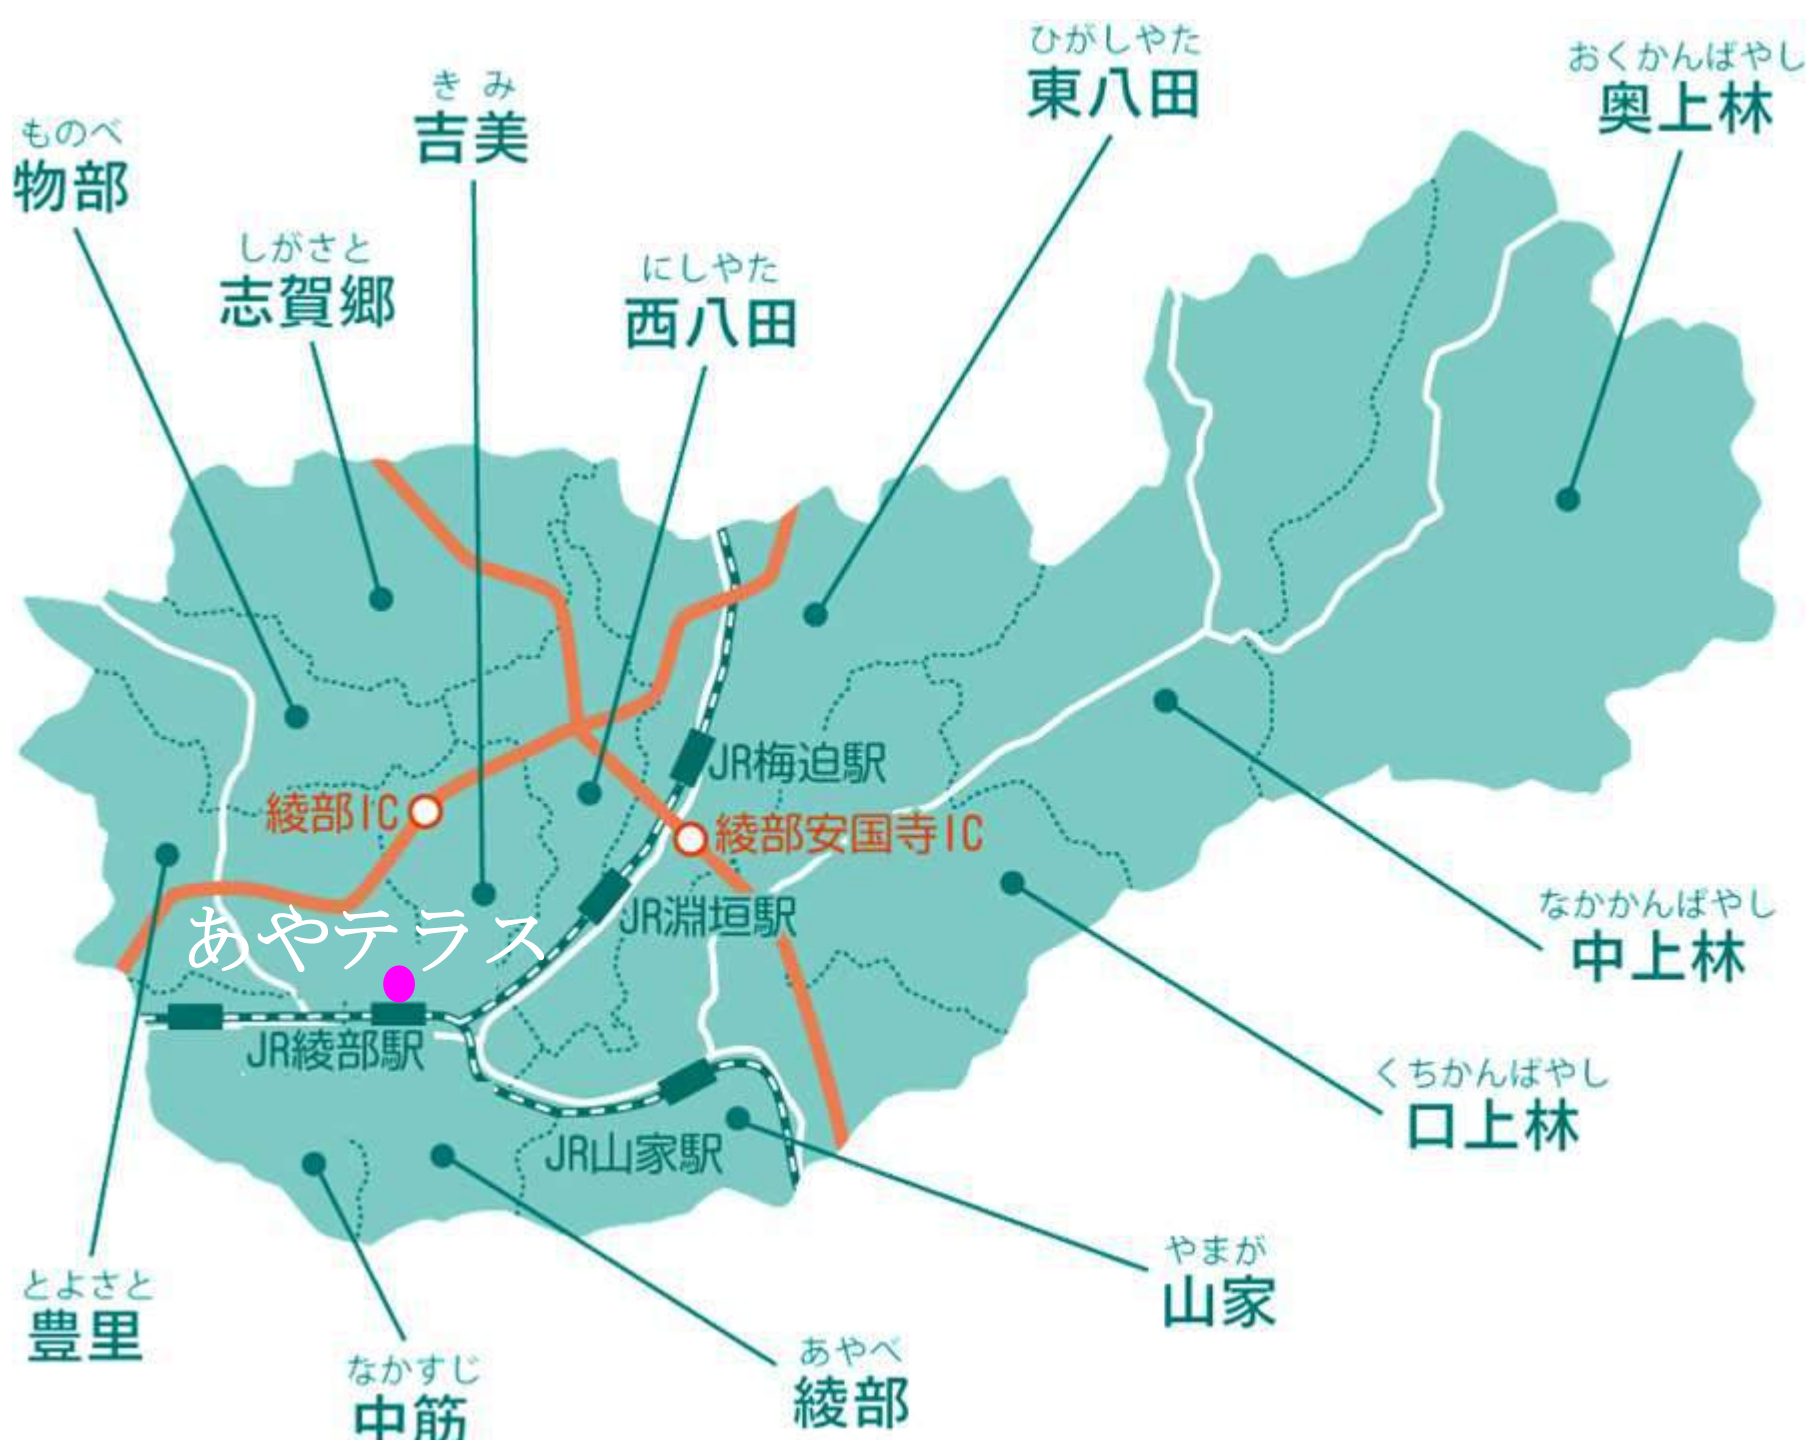 ひがしやた
東八田
おくかんばやし
奥上林
きみ
吉美
ものべ
物部
しがさと
志賀郷
にしやた
西八田
JR梅迫駅
綾部IC
綾部安国寺IC
JR淵垣駅
あやテラス
なかかんばやし
中上林
JR綾部駅
くちかんばやし
口上林
JR山家駅
やまが
山家
とよさと
豊里
なかすじ
中筋
あやべ
綾部